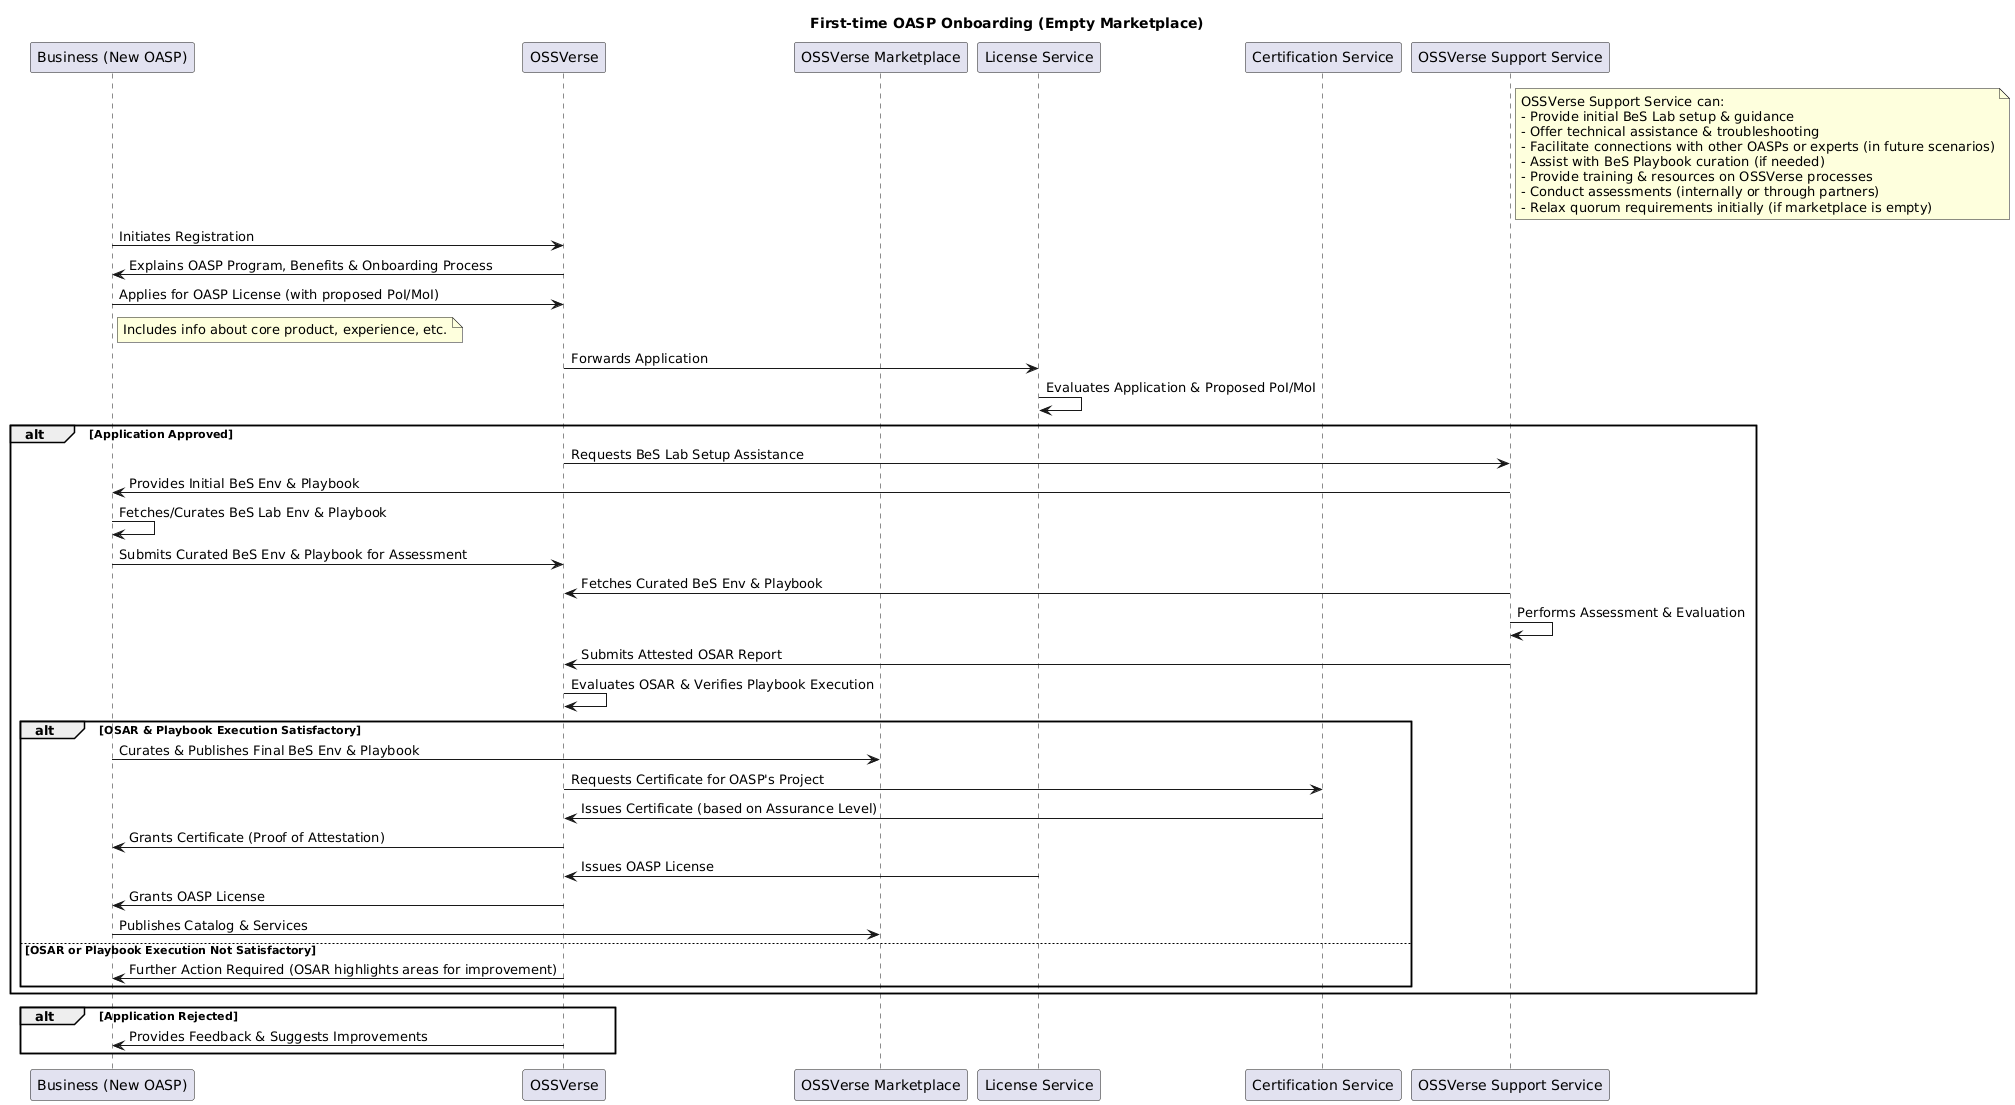 First-time OASP Onboarding (Empty Marketplace)
Business (New OASP)
OSSVerse
OSSVerse Marketplace
License Service
Certification Service
OSSVerse Support Service
OSSVerse Support Service can:
- Provide initial BeS Lab setup & guidance
- Offer technical assistance & troubleshooting
- Facilitate connections with other OASPs or experts (in future scenarios)
- Assist with BeS Playbook curation (if needed)
- Provide training & resources on OSSVerse processes
- Conduct assessments (internally or through partners)
- Relax quorum requirements initially (if marketplace is empty)
Initiates Registration
Explains OASP Program, Benefits & Onboarding Process
Applies for OASP License (with proposed PoI/MoI)
Includes info about core product, experience, etc.
Forwards Application
Evaluates Application & Proposed PoI/MoI
alt
[Application Approved]
Requests BeS Lab Setup Assistance
Provides Initial BeS Env & Playbook
Fetches/Curates BeS Lab Env & Playbook
Submits Curated BeS Env & Playbook for Assessment
Fetches Curated BeS Env & Playbook
Performs Assessment & Evaluation
Submits Attested OSAR Report
Evaluates OSAR & Verifies Playbook Execution
alt
[OSAR & Playbook Execution Satisfactory]
Curates & Publishes Final BeS Env & Playbook
Requests Certificate for OASP's Project
Issues Certificate (based on Assurance Level)
Grants Certificate (Proof of Attestation)
Issues OASP License
Grants OASP License
Publishes Catalog & Services
[OSAR or Playbook Execution Not Satisfactory]
Further Action Required (OSAR highlights areas for improvement)
alt
[Application Rejected]
Provides Feedback & Suggests Improvements
Business (New OASP)
OSSVerse
OSSVerse Marketplace
License Service
Certification Service
OSSVerse Support Service